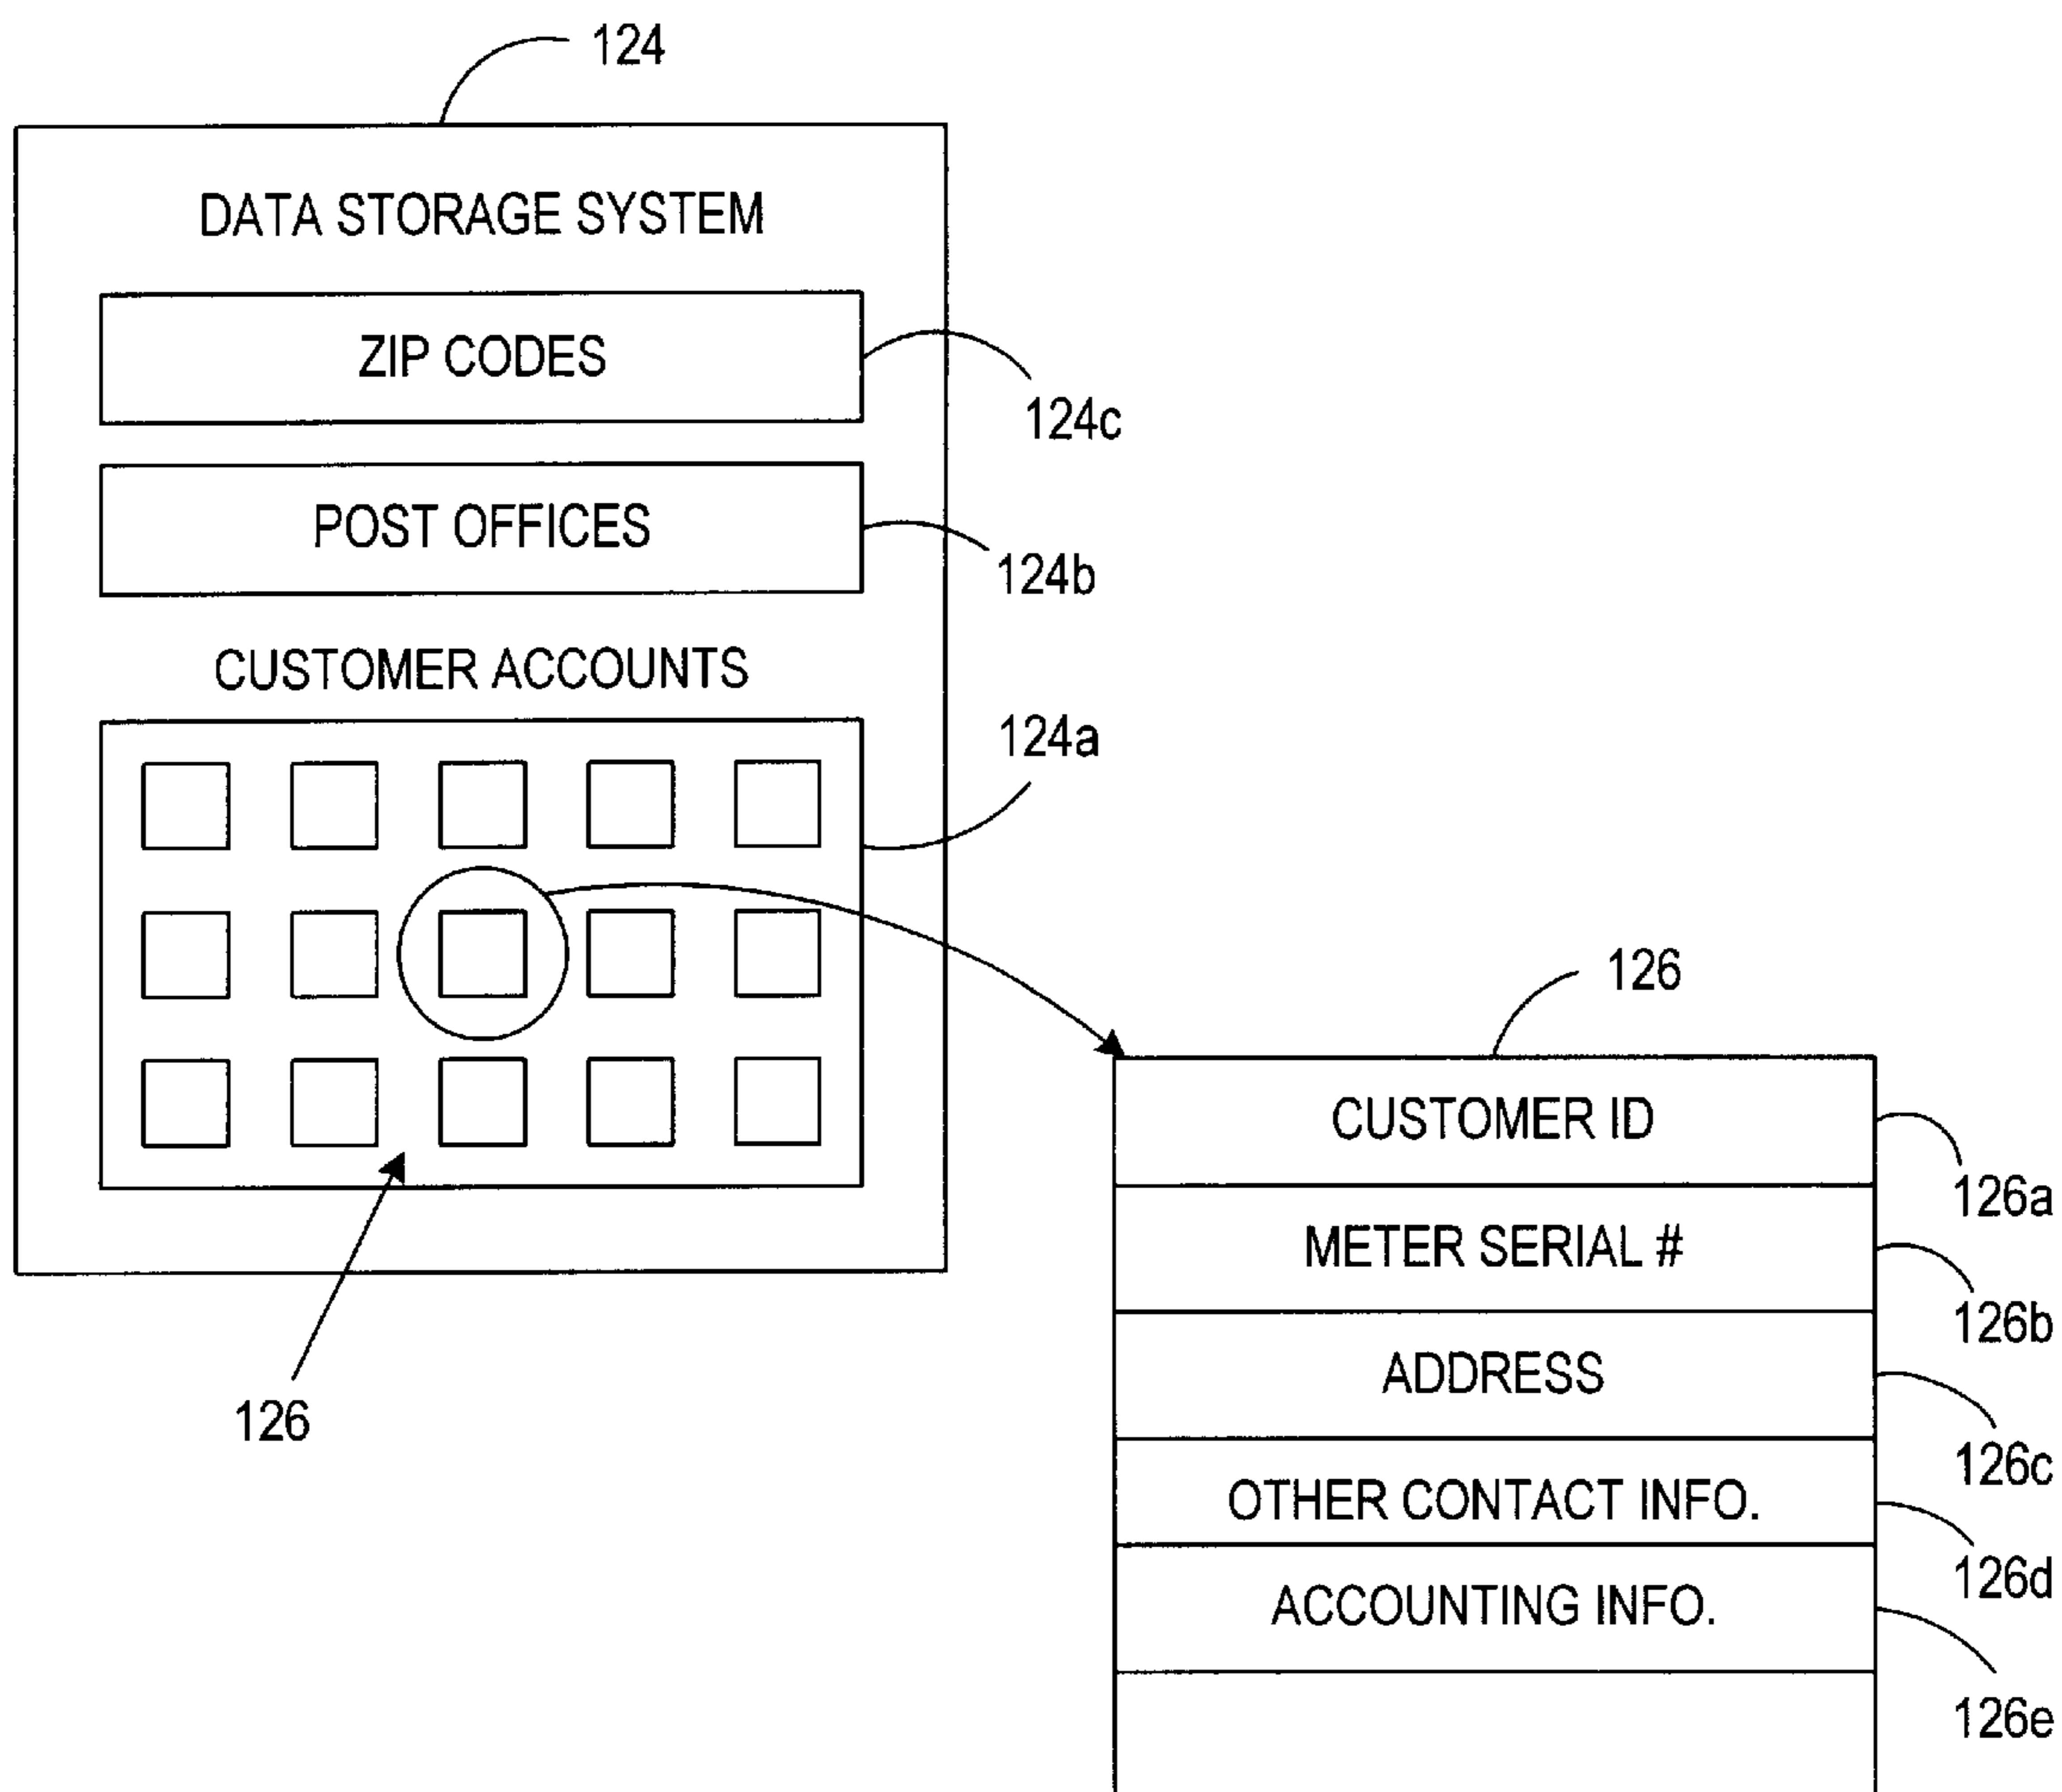 124
DATA STORAGE SYSTEM
ZIP CODES
124c
POST OFFICES
124b
CUSTOMER ACCOUNTS
124a
126
126
CUSTOMER ID
126a
METER SERIAL #
126b
ADDRESS
126c
OTHER CONTACT INFO.
126d
ACCOUNTING INFO.
126e